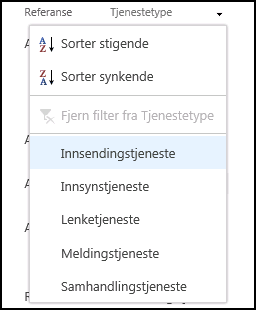 Referanse Tjenestetype
Sorter stigende
Sorter synkende
Fjern filter fra Tjenestetype
Innsendingstjeneste
Innsynstjeneste
Lenketjeneste
Meldingstjeneste
Samhandlingstjeneste